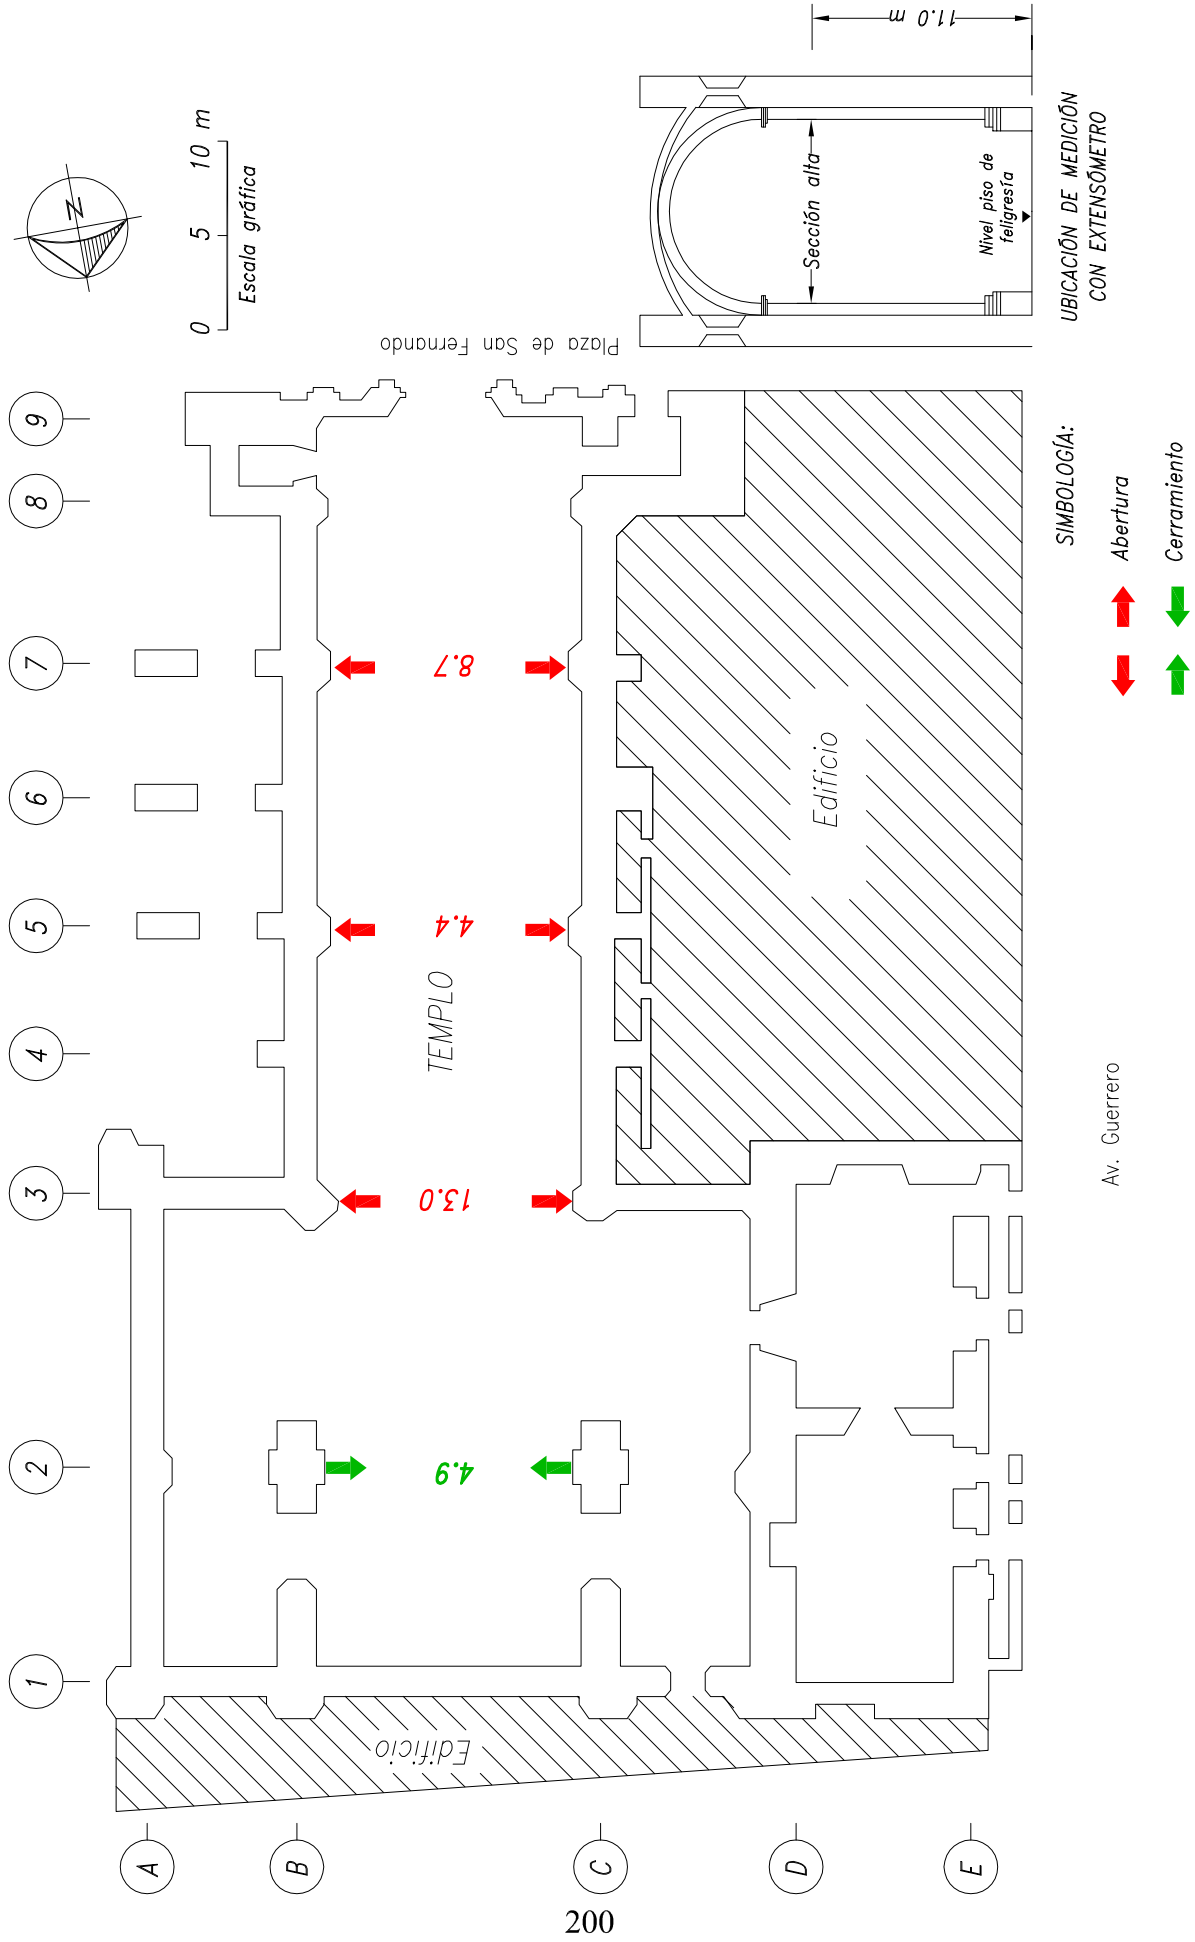 11.0 m
0 5 10 m
Escala gráfica
N
Sección alta
Nivel piso de
feligresía
UBICACIÓN DE MEDICIÓN
CON EXTENSÓMETRO
Plaza de San Fernando
9
8
7
6
5
4
3
2
1
8.7
4.4
13.0
4.9
TEMPLO
Edificio
Edificio
Av. Guerrero
SIMBOLOGÍA:
Abertura
Cerramiento
A
B
C
D
E
200